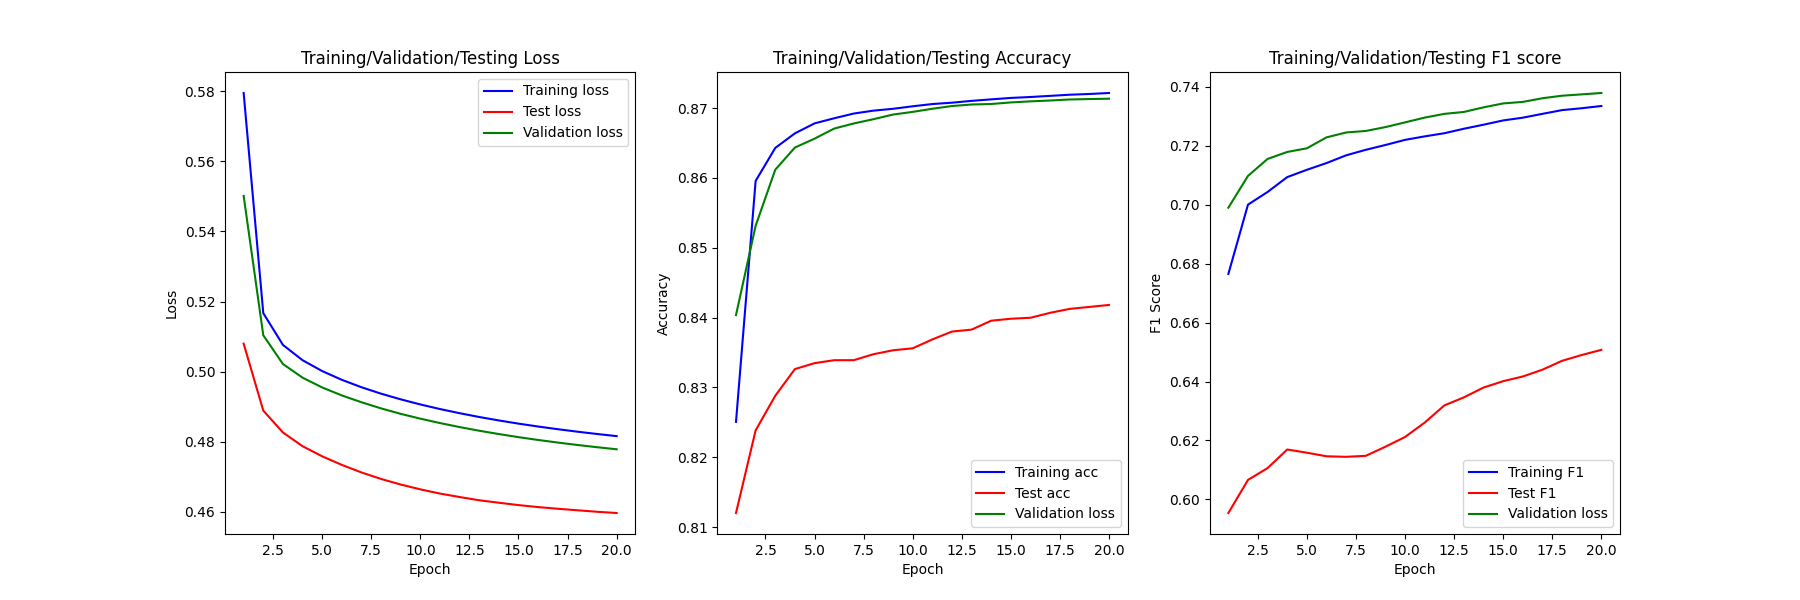 Training/Validation/Testing Loss
Loss
0.58
0.56
0.54
0.52
0.50
0.48
0.46
Training loss
Test loss
Validation loss
2.5 5.0 7.5 10.0 12.5 15.0 17.5 20.0
Epoch
Training/Validation/Testing Accuracy
Accuracy
0.87
0.86
0.85
0.84
0.83
0.82
0.81
Training acc
Test acc
Validation loss
2.5 5.0 7.5 10.0 12.5 15.0 17.5 20.0
Epoch
Training/Validation/Testing F1 score
F1 Score
0.74
0.72
0.70
0.68
0.66
0.64
0.62
0.60
Training F1
Test F1
Validation loss
2.5 5.0 7.5 10.0 12.5 15.0 17.5 20.0
Epoch